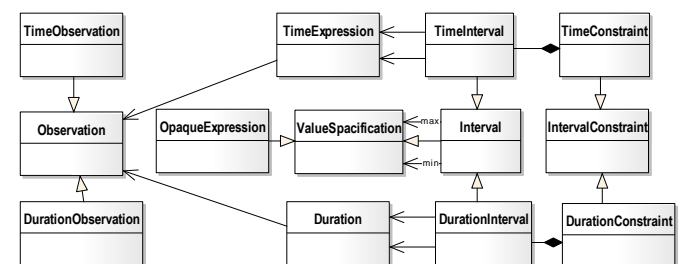 TimeObservation
TimeExpression
TimeInterval
TimeConstraint
Observation
OpaqueExpression
ValueSpacification
max
min
Interval
IntervalConstraint
DurationObservation
Duration
DurationInterval
DurationConstraint